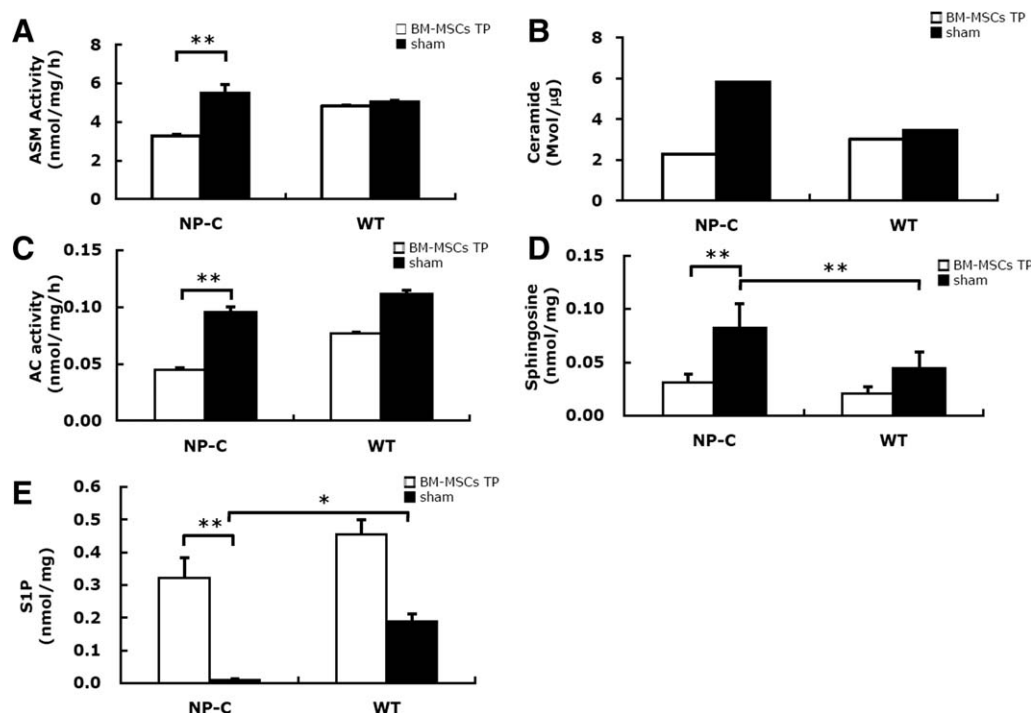 A
BM-MSCs TP
sham
ASM Activity
(nmol/mg/h)
8
6
4
2
0
**
NP-C
WT
B
BM-MSCs TP
sham
Ceramide
(Mvol/μg)
8
6
4
2
0
NP-C
WT
C
BM-MSCs TP
sham
AC activity
(nmol/mg/h)
0.15
0.10
0.05
0.00
**
NP-C
WT
D
BM-MSCs TP
sham
Sphingosine
(nmol/mg)
0.15
0.10
0.05
0.00
**
**
NP-C
WT
E
BM-MSCs TP
sham
S1P
(nmol/mg)
0.6
0.5
0.4
0.3
0.2
0.1
0.0
**
*
NP-C
WT